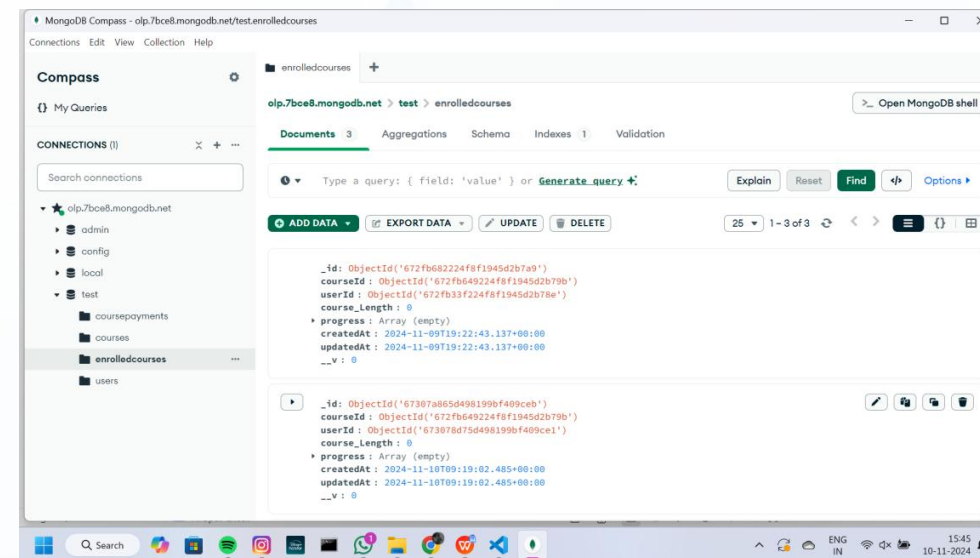 MongoDB Compass - olp.7bce8.mongodb.net/test.enrolledcourses
Connections Edit View Collection Help
Compass
{} My Queries
CONNECTIONS (1)
Search connections
olp.7bce8.mongodb.net
admin
config
local
test
coursepayments
courses
enrolledcourses
users
enrolledcourses
olp.7bce8.mongodb.net > test > enrolledcourses
>_ Open MongoDB shell
Documents 3 Aggregations Schema Indexes 1 Validation
Type a query: { field: 'value' } or Generate query
Explain Reset Find </> Options
ADD DATA EXPORT DATA UPDATE DELETE
25 1 - 3 of 3 {}
_id: ObjectId('672fb682224f8f1945d2b7a9')
courseId : ObjectId('672fb649224f8f1945d2b79b')
userId : ObjectId('672fb33f224f8f1945d2b78e')
course_Length : 0
progress : Array (empty)
createdAt : 2024-11-09T19:22:43.137+00:00
updatedAt : 2024-11-09T19:22:43.137+00:00
__v : 0
_id: ObjectId('67307a865d498199bf409ceb')
courseId : ObjectId('672fb649224f8f1945d2b79b')
userId : ObjectId('673078d75d498199bf409ce1')
course_Length : 0
progress : Array (empty)
createdAt : 2024-11-10T09:19:02.485+00:00
updatedAt : 2024-11-10T09:19:02.485+00:00
__v : 0
Search
ENG
IN
15:45
10-11-2024